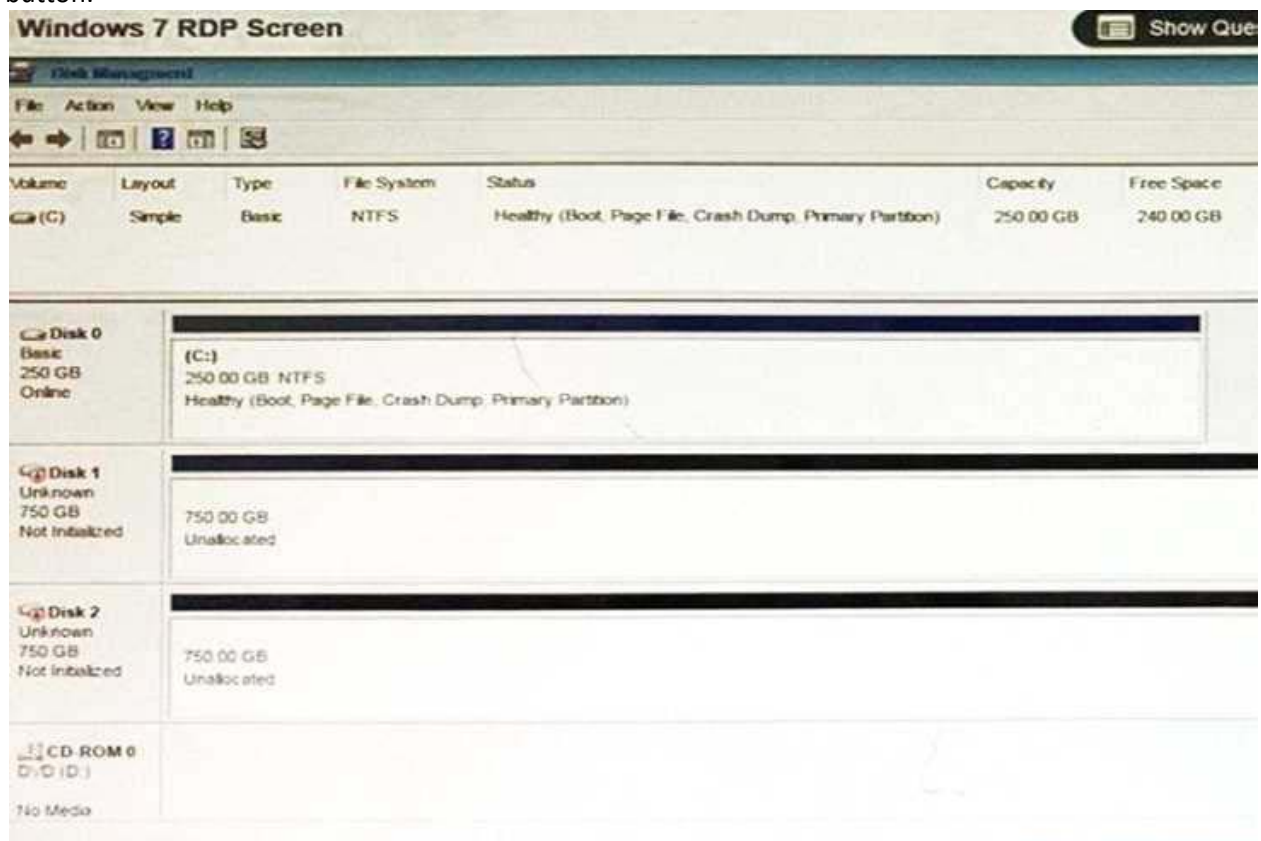 button.
Windows 7 RDP Screen
Show Que
Disk Managment
File Action View Help
Volume Layout Type File System Status Capacity Free Space
(C) Simple Basic NTFS Healthy (Boot, Page File, Crash Dump, Primary Partition) 250.00 GB 240.00 GB
Disk 0
Basic
250 GB
Online
(C:)
250.00 GB NTFS
Healthy (Boot, Page File, Crash Dump, Primary Partition)
Disk 1
Unknown
750 GB
Not Initialized
750.00 GB
Unallocated
Disk 2
Unknown
750 GB
Not Initialized
750.00 GB
Unallocated
CD-ROM 0
DVD (D:)
No Media